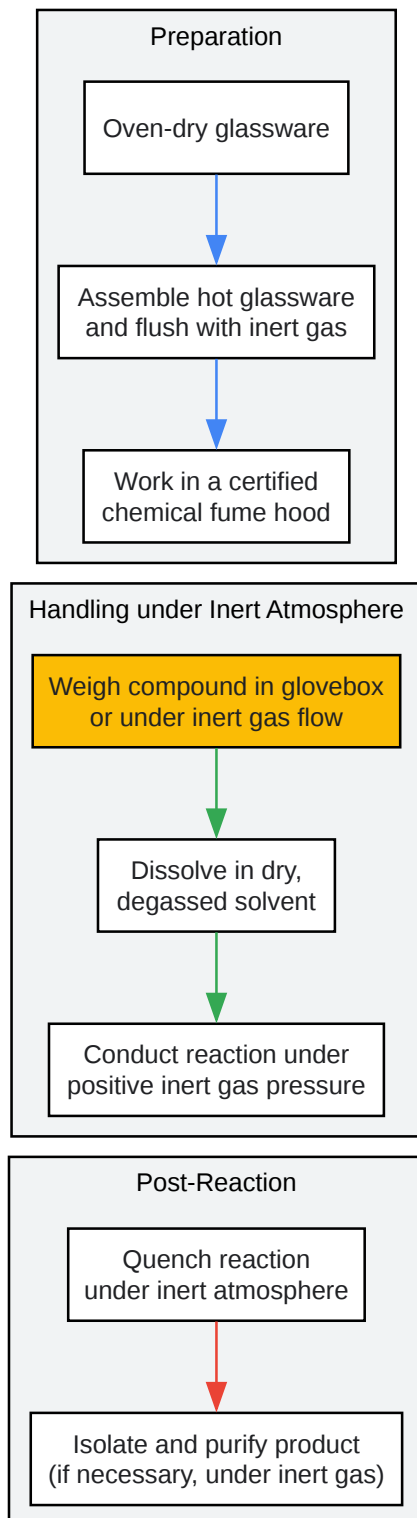 Preparation
Oven-dry glassware
Assemble hot glassware
and flush with inert gas
Work in a certified
chemical fume hood
Handling under Inert Atmosphere
Weigh compound in glovebox
or under inert gas flow
Dissolve in dry,
degassed solvent
Conduct reaction under
positive inert gas pressure
Post-Reaction
Quench reaction
under inert atmosphere
Isolate and purify product
(if necessary, under inert gas)